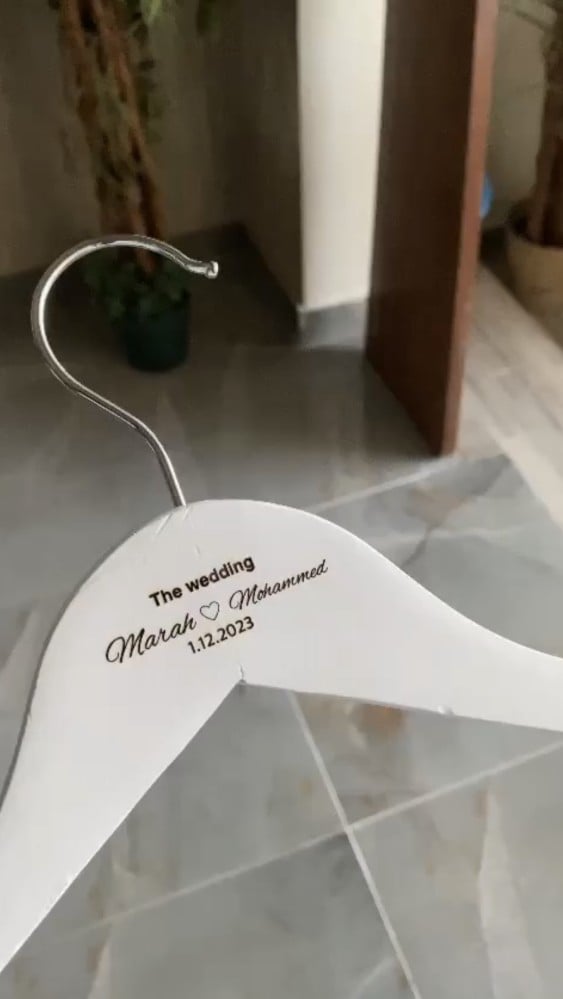 The wedding
Marah ♡ Mohammed
1.12.2023